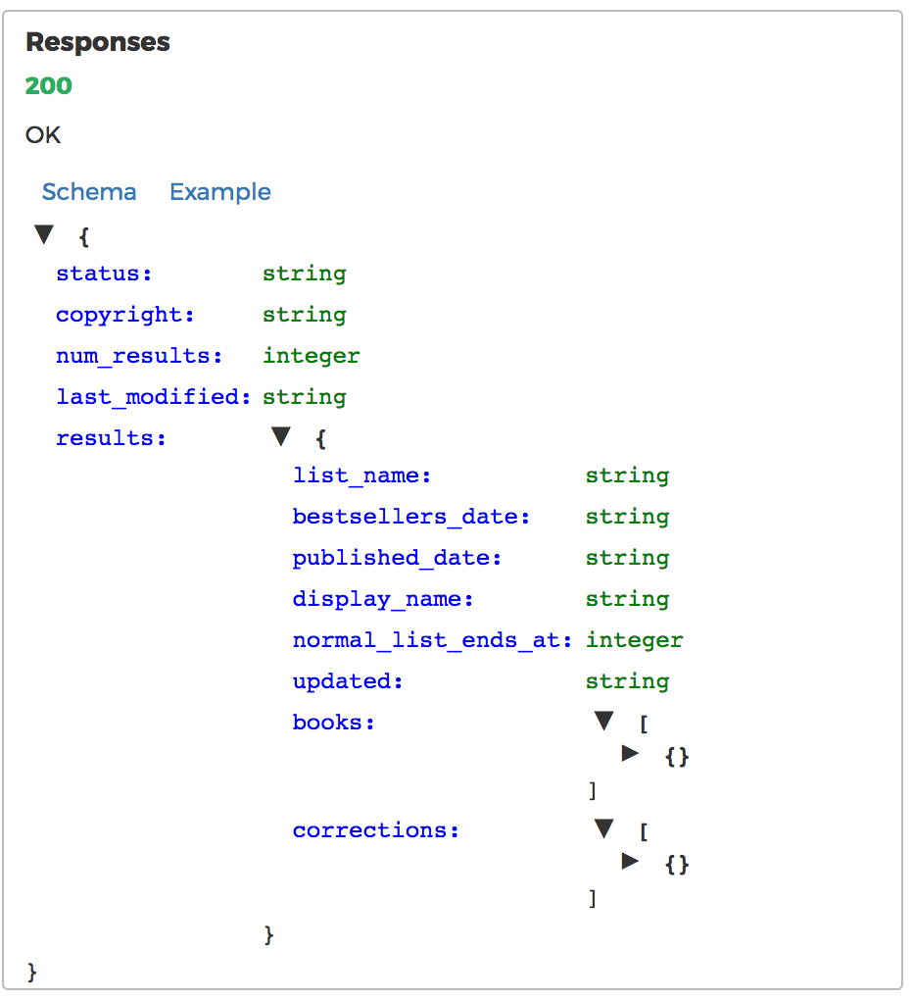 Responses
200
OK
Schema Example
▼ {
status: string
copyright: string
num_results: integer
last_modified: string
results: ▼ {
list_name: string
bestsellers_date: string
published_date: string
display_name: string
normal_list_ends_at: integer
updated: string
books: ▼ [
▶ {}
]
corrections: ▼ [
▶ {}
]
}
}